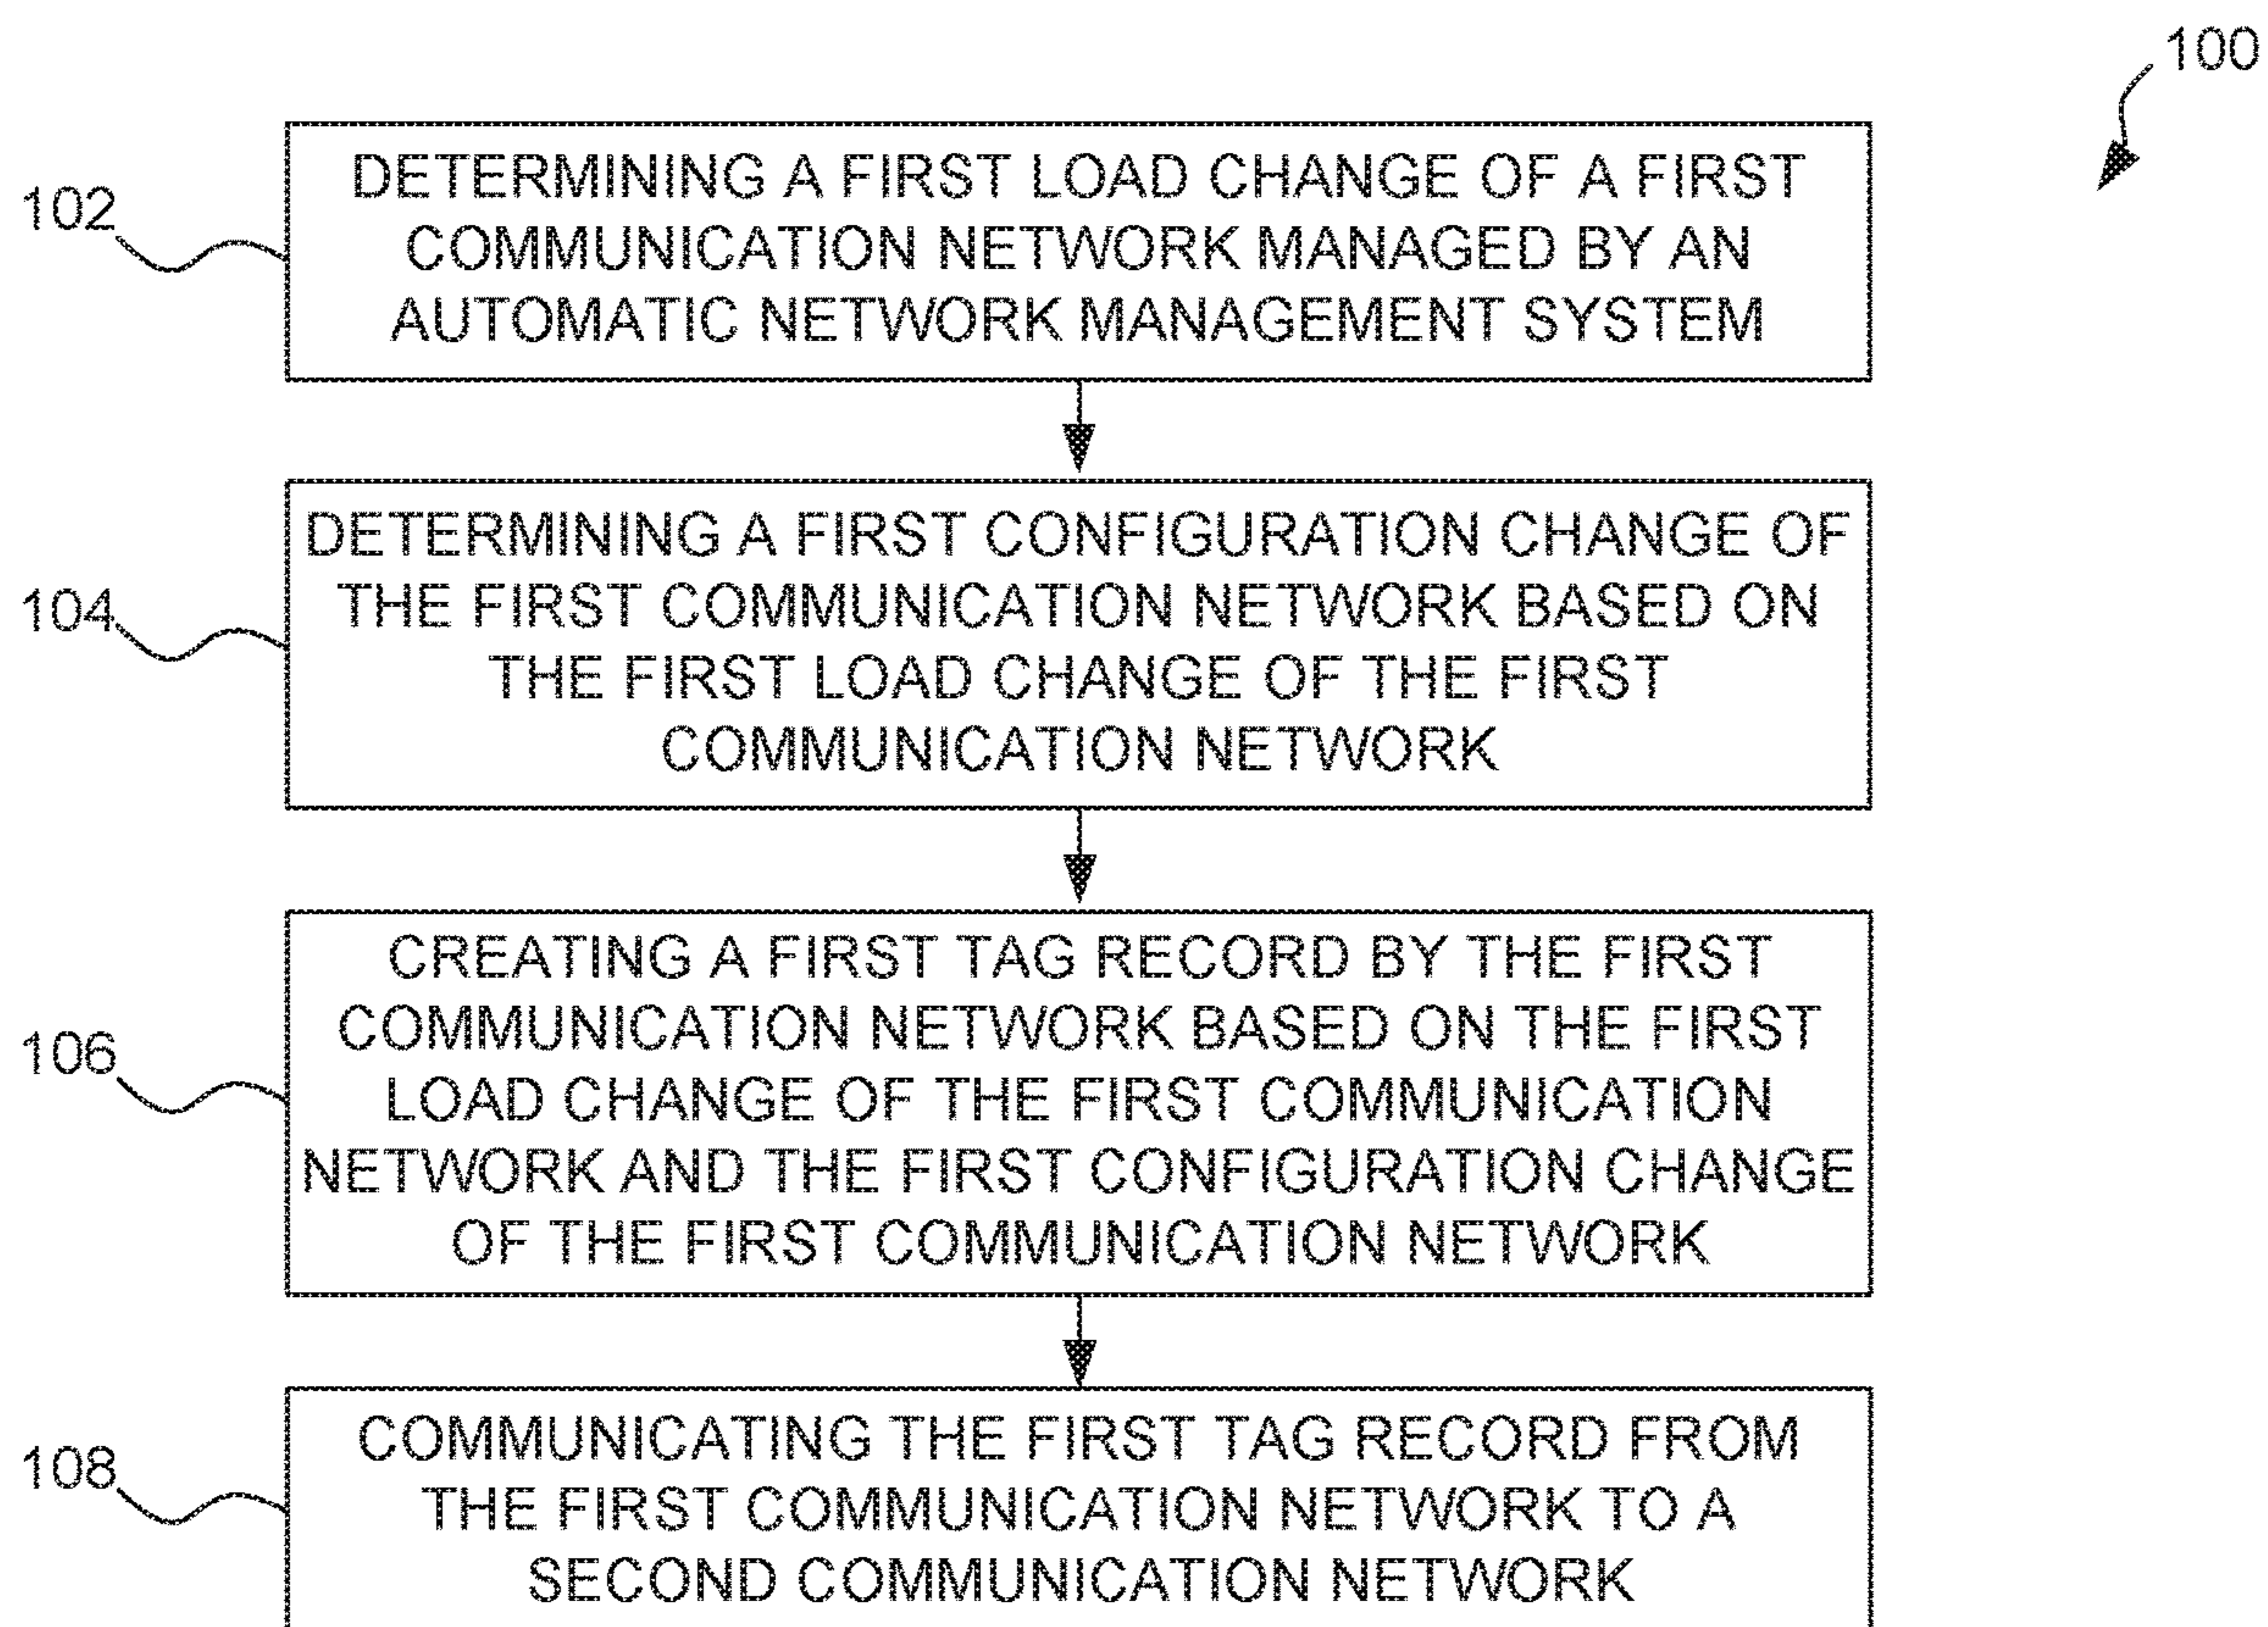 100
102
DETERMINING A FIRST LOAD CHANGE OF A FIRST
COMMUNICATION NETWORK MANAGED BY AN
AUTOMATIC NETWORK MANAGEMENT SYSTEM
104
DETERMINING A FIRST CONFIGURATION CHANGE OF
THE FIRST COMMUNICATION NETWORK BASED ON
THE FIRST LOAD CHANGE OF THE FIRST
COMMUNICATION NETWORK
106
CREATING A FIRST TAG RECORD BY THE FIRST
COMMUNICATION NETWORK BASED ON THE FIRST
LOAD CHANGE OF THE FIRST COMMUNICATION
NETWORK AND THE FIRST CONFIGURATION CHANGE
OF THE FIRST COMMUNICATION NETWORK
108
COMMUNICATING THE FIRST TAG RECORD FROM
THE FIRST COMMUNICATION NETWORK TO A
SECOND COMMUNICATION NETWORK